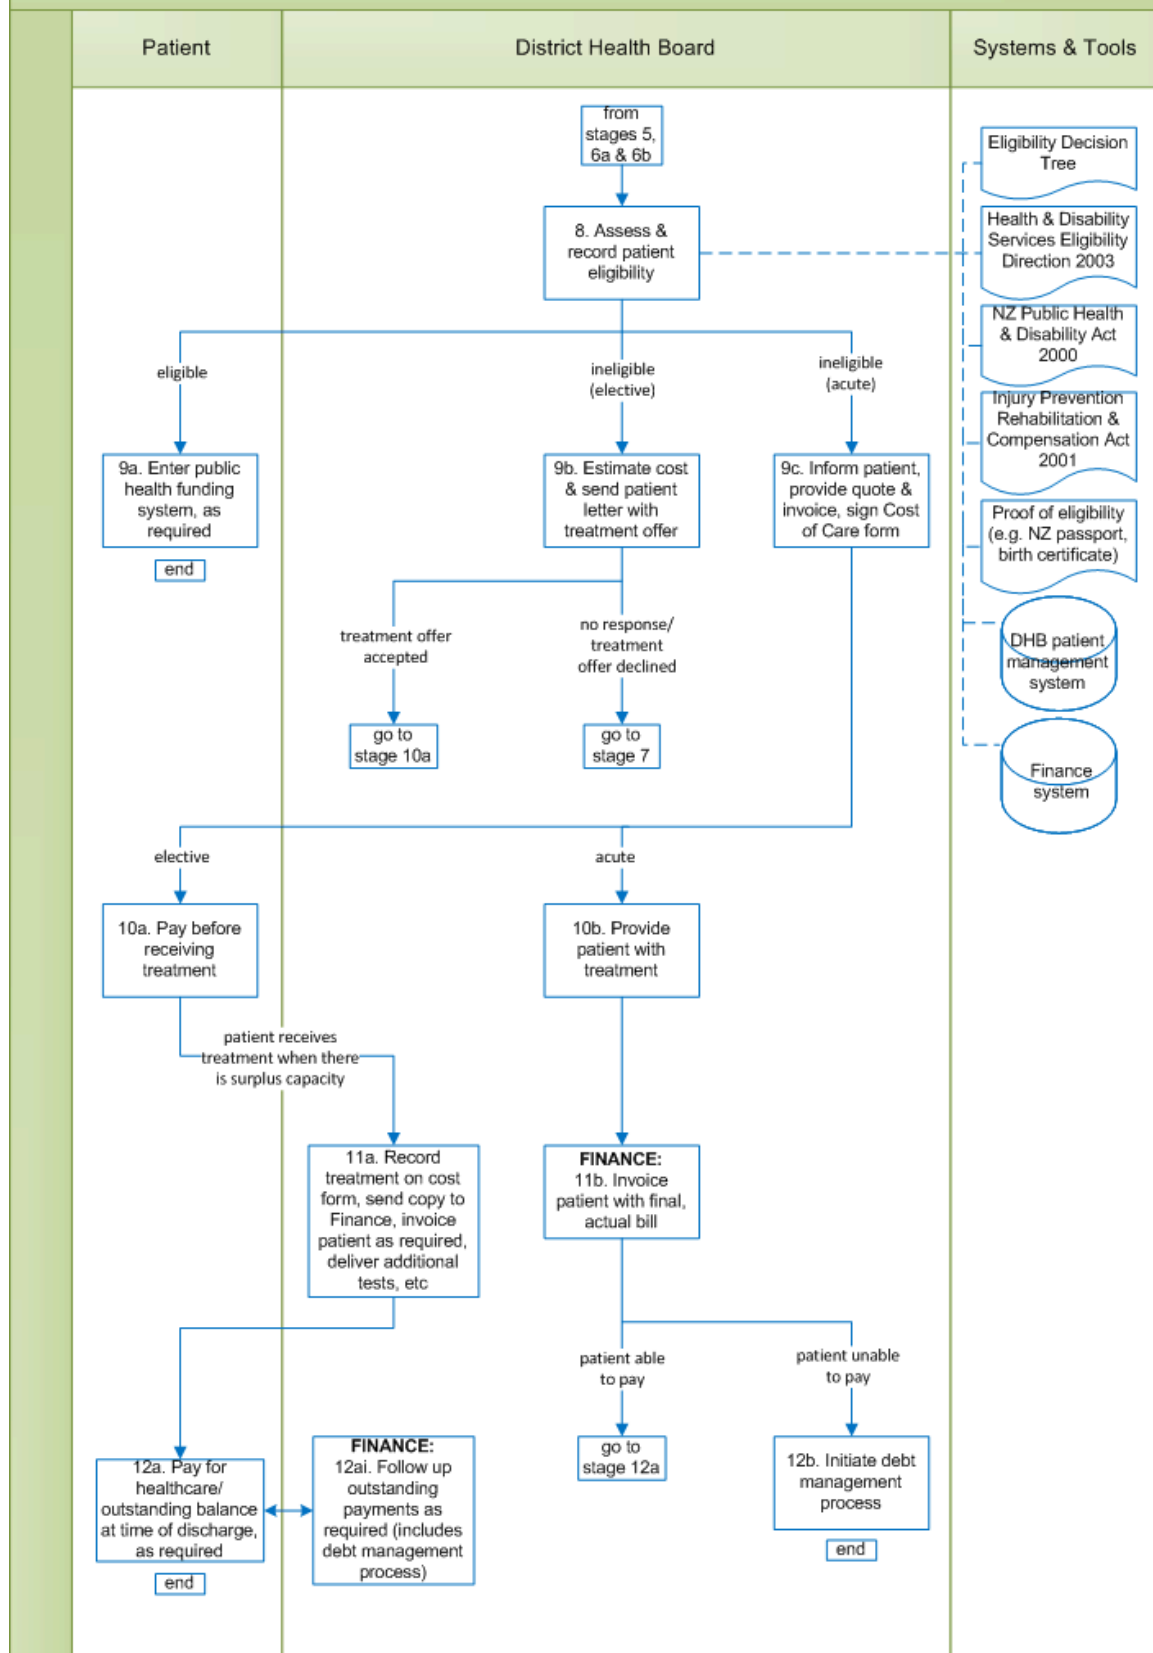 Patient
District Health Board
Systems & Tools
from
stages 5,
6a & 6b
8. Assess &
record patient
eligibility
Eligibility Decision
Tree
Health & Disability
Services Eligibility
Direction 2003
NZ Public Health
& Disability Act
2000
Injury Prevention
Rehabilitation &
Compensation Act
2001
Proof of eligibility
(e.g. NZ passport,
birth certificate)
DHB patient
management
system
Finance
system
eligible
ineligible
(elective)
ineligible
(acute)
9a. Enter public
health funding
system, as
required
end
9b. Estimate cost
& send patient
letter with
treatment offer
9c. Inform patient,
provide quote &
invoice, sign Cost
of Care form
treatment offer
accepted
no response/
treatment
offer declined
go to
stage 10a
go to
stage 7
elective
acute
10a. Pay before
receiving
treatment
10b. Provide
patient with
treatment
patient receives
treatment when there
is surplus capacity
11a. Record
treatment on cost
form, send copy to
Finance, invoice
patient as required,
deliver additional
tests, etc
FINANCE:
11b. Invoice
patient with final,
actual bill
patient able
to pay
patient unable
to pay
12a. Pay for
healthcare/
outstanding balance
at time of discharge,
as required
end
FINANCE:
12ai. Follow up
outstanding
payments as
required (includes
debt management
process)
go to
stage 12a
12b. Initiate debt
management
process
end